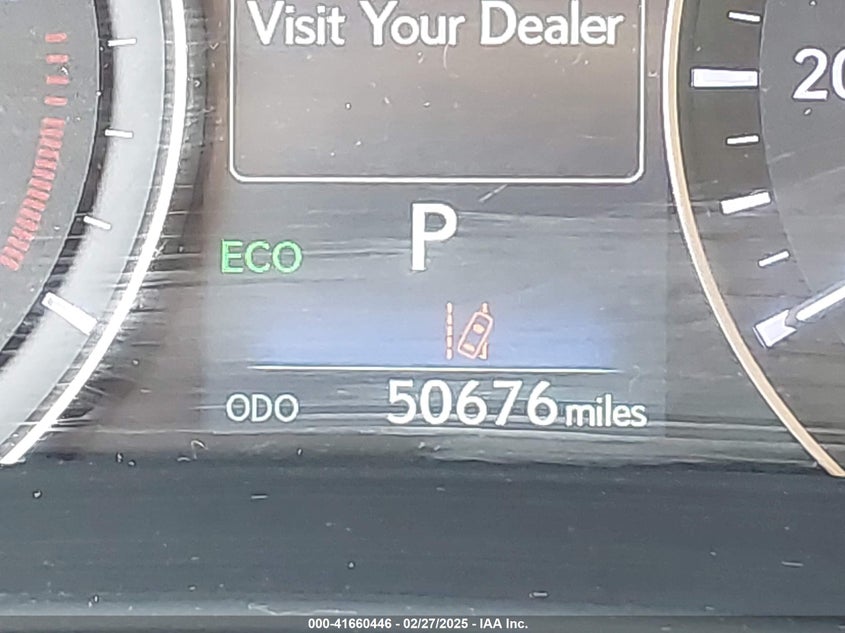 Visit Your Dealer
20
P
ECO
ODO 50676 miles
000-41660446 - 02/27/2025 - IAA Inc.